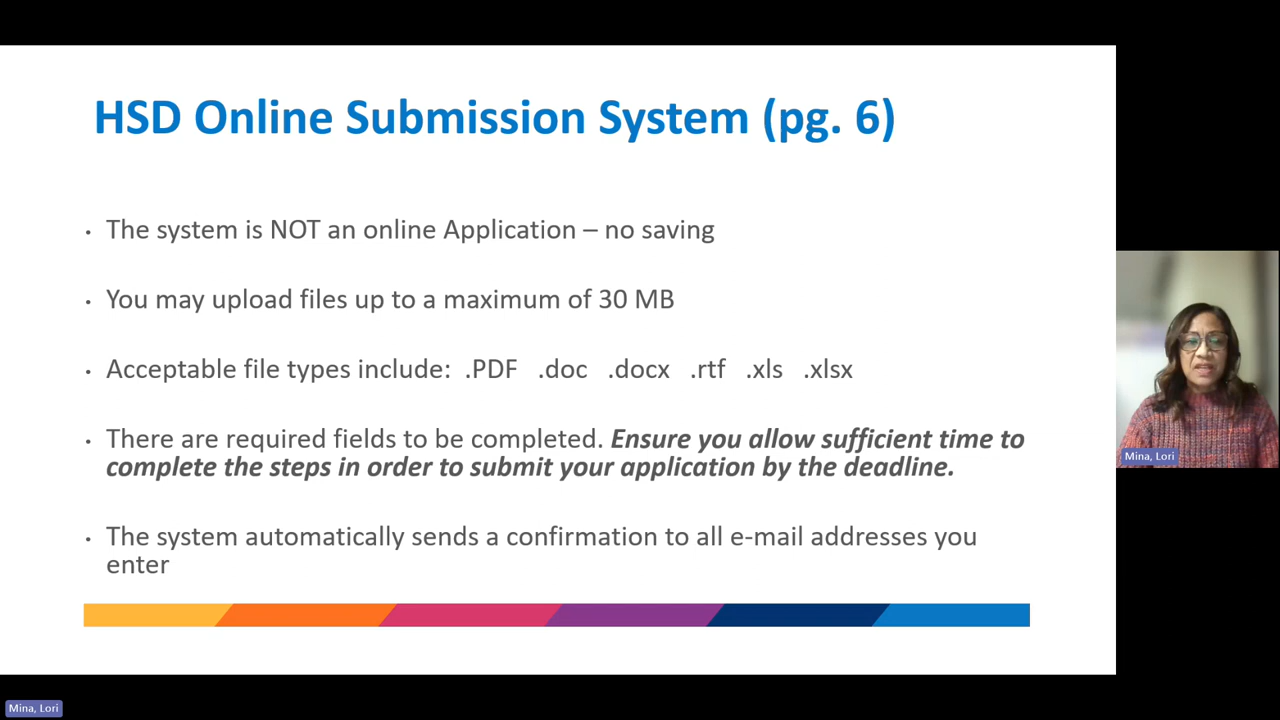 HSD Online Submission System (pg. 6)
• The system is NOT an online Application – no saving
• You may upload files up to a maximum of 30 MB
• Acceptable file types include: .PDF .doc .docx .rtf .xls .xlsx
• There are required fields to be completed. Ensure you allow sufficient time to
complete the steps in order to submit your application by the deadline.
• The system automatically sends a confirmation to all e-mail addresses you
enter
Mina, Lori
Mina, Lori